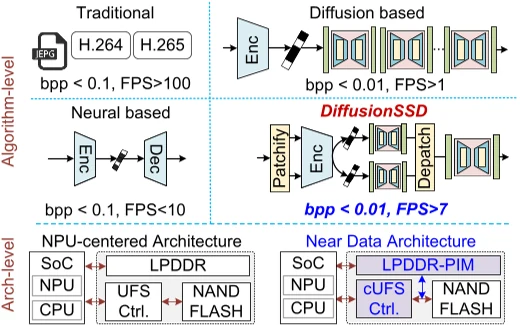 Algorithm-level
Traditional
JEPG
H.264
H.265
bpp < 0.1, FPS>100
Diffusion based
Enc
...
bpp < 0.01, FPS>1
Neural based
Enc
Dec
bpp < 0.1, FPS<10
DiffusionSSD
Patchify
Enc
Depatch
bpp < 0.01, FPS>7
Arch-level
NPU-centered Architecture
SoC
NPU
CPU
LPDDR
UFS
Ctrl.
NAND
FLASH
Near Data Architecture
SoC
NPU
CPU
LPDDR-PIM
cUFS
Ctrl.
NAND
FLASH